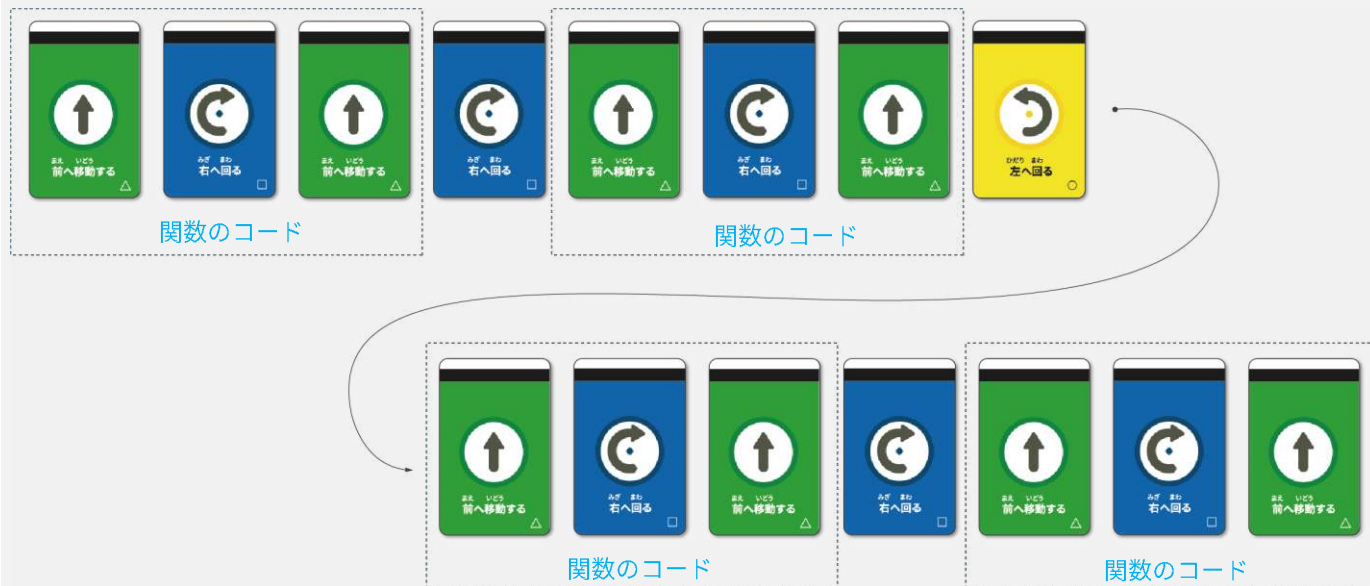 まえ いどう
前へ移動する
みぎ まわ
右へ回る
まえ いどう
前へ移動する
みぎ まわ
右へ回る
まえ いどう
前へ移動する
みぎ まわ
右へ回る
まえ いどう
前へ移動する
ひだり まわ
左へ回る
関数のコード
関数のコード
まえ いどう
前へ移動する
みぎ まわ
右へ回る
まえ いどう
前へ移動する
みぎ まわ
右へ回る
まえ いどう
前へ移動する
みぎ まわ
右へ回る
まえ いどう
前へ移動する
関数のコード
関数のコード